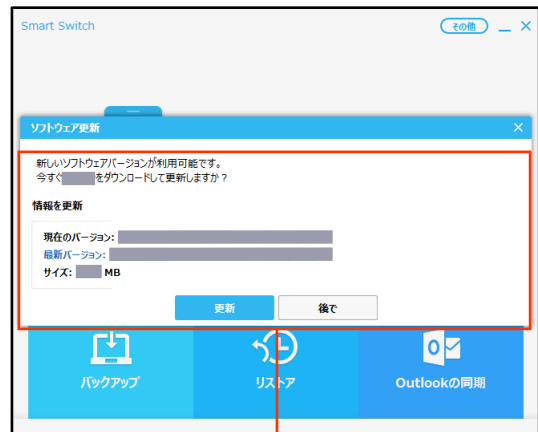 Smart Switch
その他
ソフトウェア更新
新しいソフトウェアバージョンが利用可能です。
今すぐ をダウンロードして更新しますか？
情報を更新
現在のバージョン:
最新バージョン:
サイズ: MB
更新
後で
バックアップ
リストア
Outlookの同期